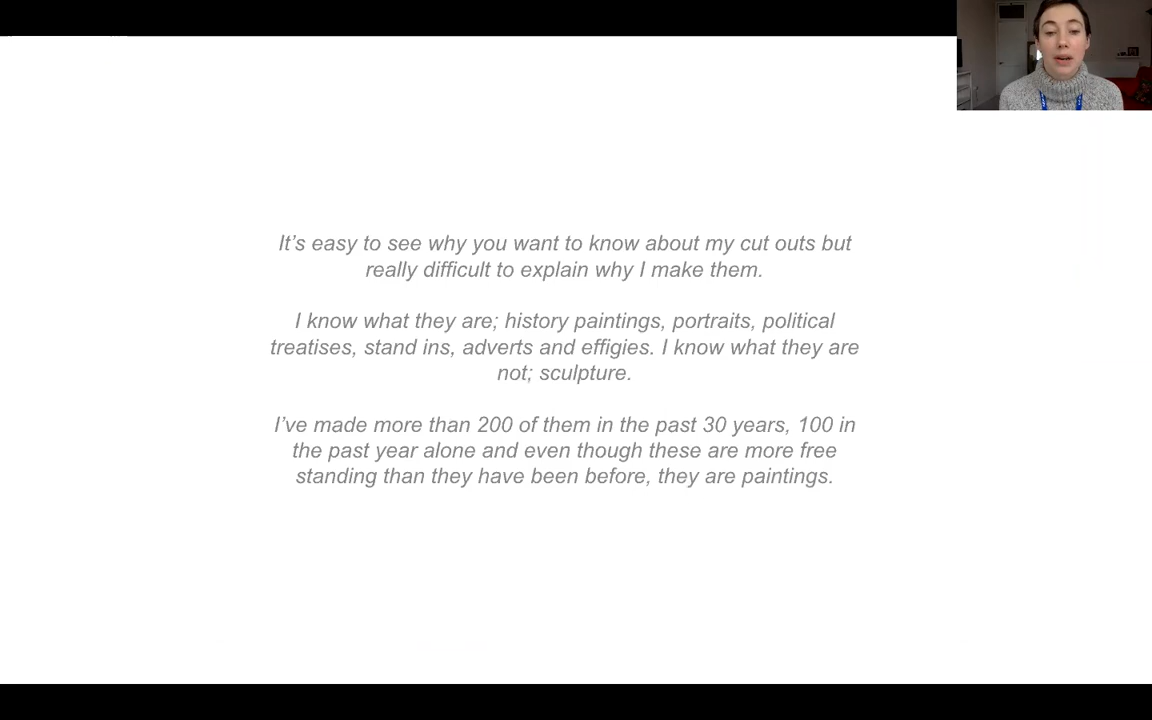 It’s easy to see why you want to know about my cut outs but
really difficult to explain why I make them.
I know what they are; history paintings, portraits, political
treatises, stand ins, adverts and effigies. I know what they are
not; sculpture.
I’ve made more than 200 of them in the past 30 years, 100 in
the past year alone and even though these are more free
standing than they have been before, they are paintings.